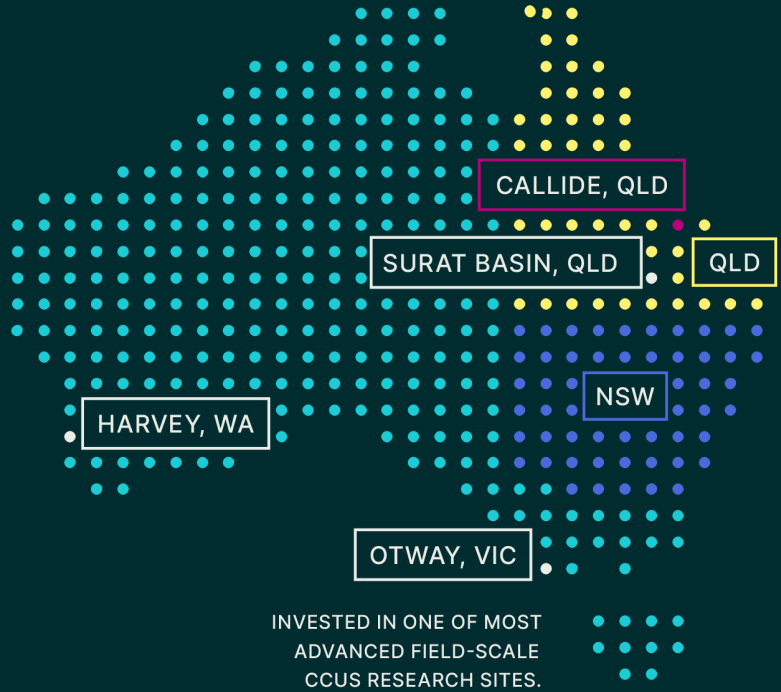 CALLIDE, QLD
SURAT BASIN, QLD
QLD
NSW
HARVEY, WA
OTWAY, VIC
INVESTED IN ONE OF MOST
ADVANCED FIELD-SCALE
CCUS RESEARCH SITES.